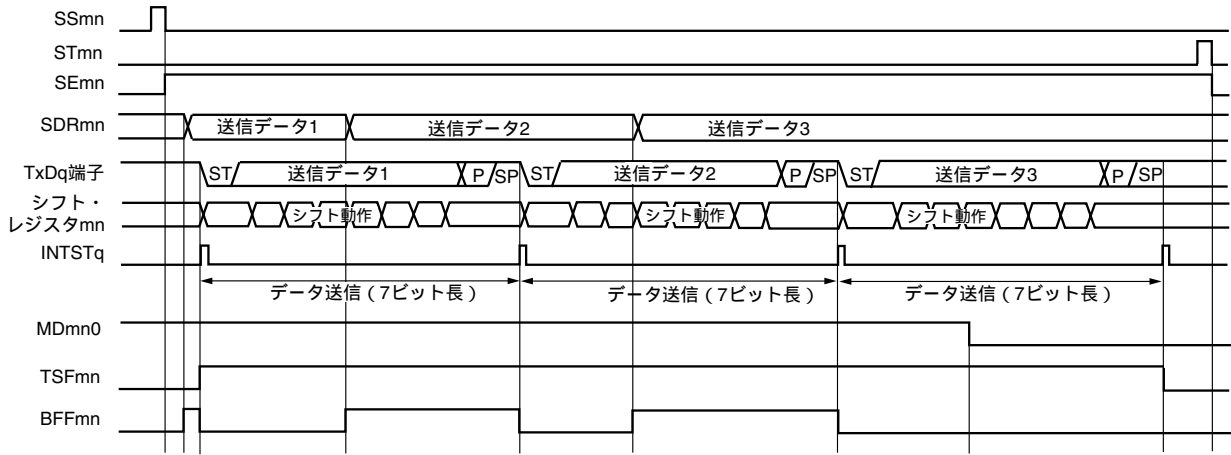 SSmn
STmn
SEmn
SDRmn
送信データ1
送信データ2
送信データ3
TxDq端子
ST
送信データ1
P
SP
ST
送信データ2
P
SP
ST
送信データ3
P
SP
シフト・
レジスタmn
シフト動作
シフト動作
シフト動作
INTSTq
データ送信（7ビット長）
データ送信（7ビット長）
データ送信（7ビット長）
MDmn0
TSFmn
BFFmn